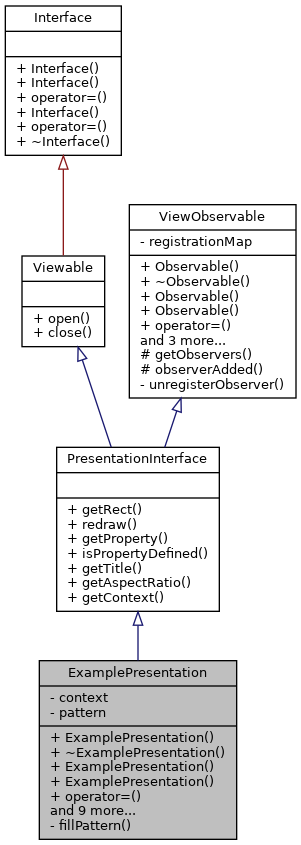 Interface
+ Interface()
+ Interface()
+ operator=()
+ Interface()
+ operator=()
+ ~Interface()
ViewObservable
- registrationMap
+ Observable()
+ ~Observable()
+ Observable()
+ Observable()
+ operator=()
and 3 more...
# getObservers()
# observerAdded()
- unregisterObserver()
Viewable
+ open()
+ close()
PresentationInterface
+ getRect()
+ redraw()
+ getProperty()
+ isPropertyDefined()
+ getTitle()
+ getAspectRatio()
+ getContext()
ExamplePresentation
- context
- pattern
+ ExamplePresentation()
+ ~ExamplePresentation()
+ ExamplePresentation()
+ ExamplePresentation()
+ operator=()
and 9 more...
- fillPattern()